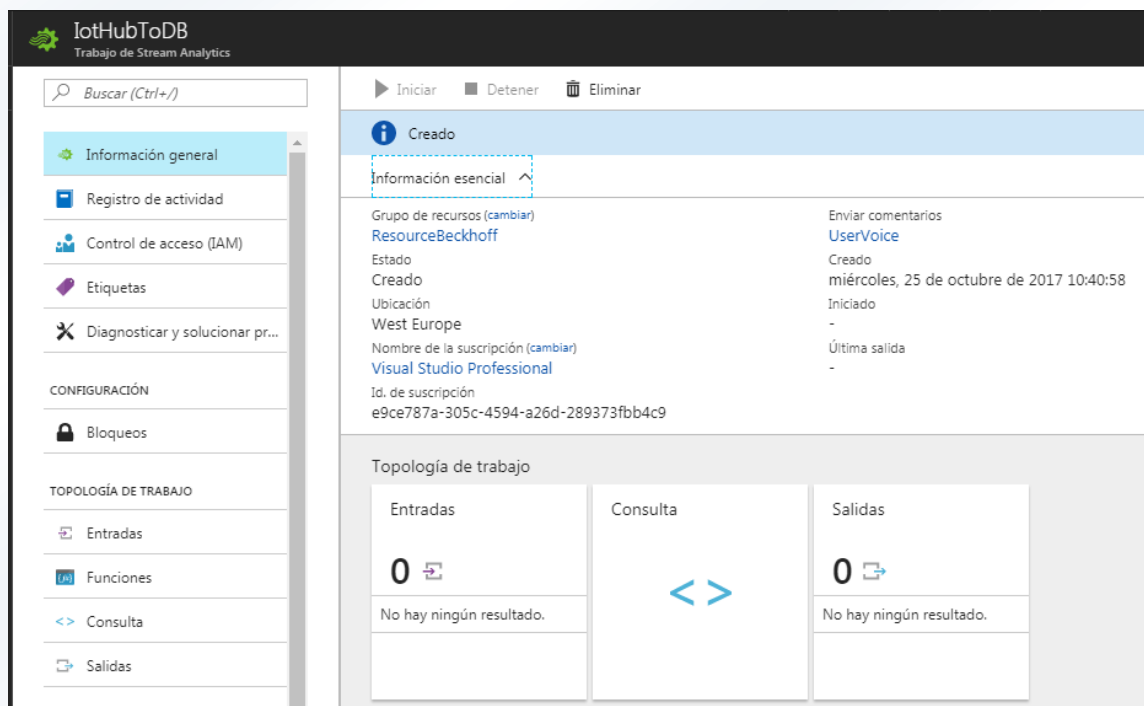 IotHubToDB
Trabajo de Stream Analytics
Buscar (Ctrl+/)
Información general
Registro de actividad
Control de acceso (IAM)
Etiquetas
Diagnosticar y solucionar pr...
CONFIGURACIÓN
Bloqueos
TOPOLOGÍA DE TRABAJO
Entradas
Funciones
Consulta
Salidas
Iniciar Detener Eliminar
Creado
Información esencial
Grupo de recursos (cambiar)
ResourceBeckhoff
Estado
Creado
Ubicación
West Europe
Nombre de la suscripción (cambiar)
Visual Studio Professional
Id. de suscripción
e9ce787a-305c-4594-a26d-289373fbb4c9
Enviar comentarios
UserVoice
Creado
miércoles, 25 de octubre de 2017 10:40:58
Iniciado
-
Última salida
-
Topología de trabajo
Entradas
0
No hay ningún resultado.
Consulta
< >
Salidas
0
No hay ningún resultado.